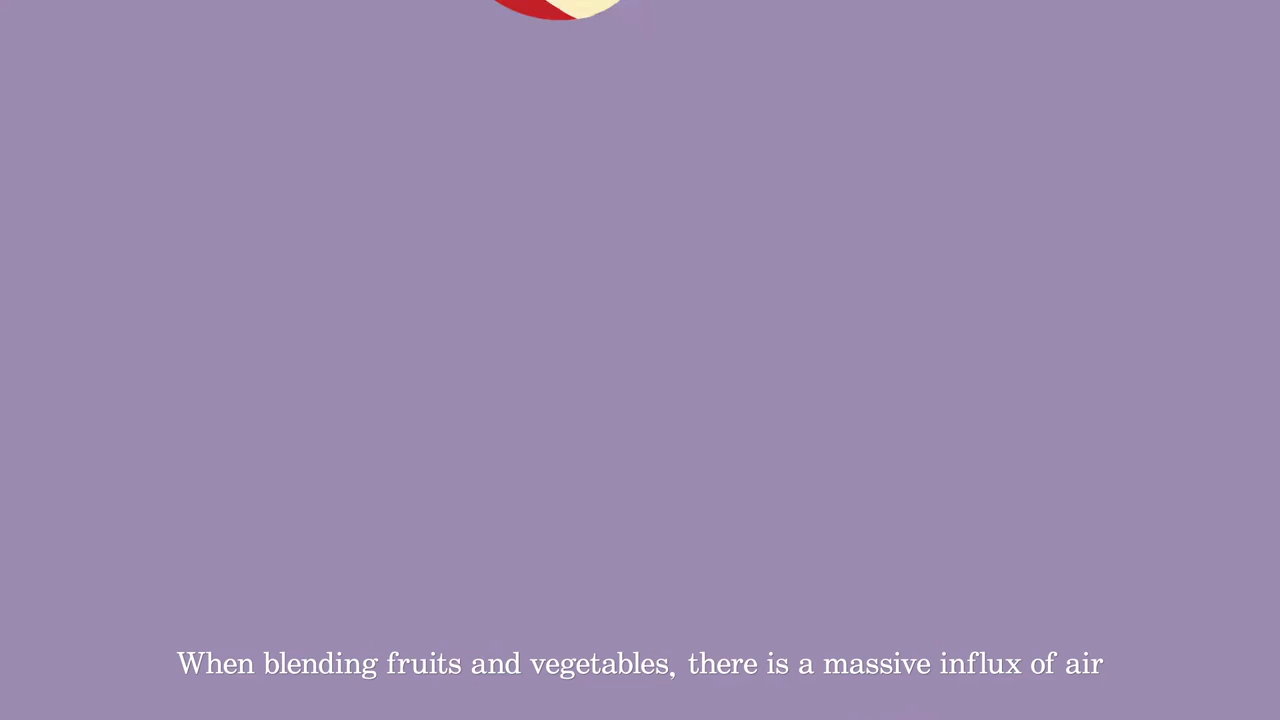 When blending fruits and vegetables, there is a massive influx of air